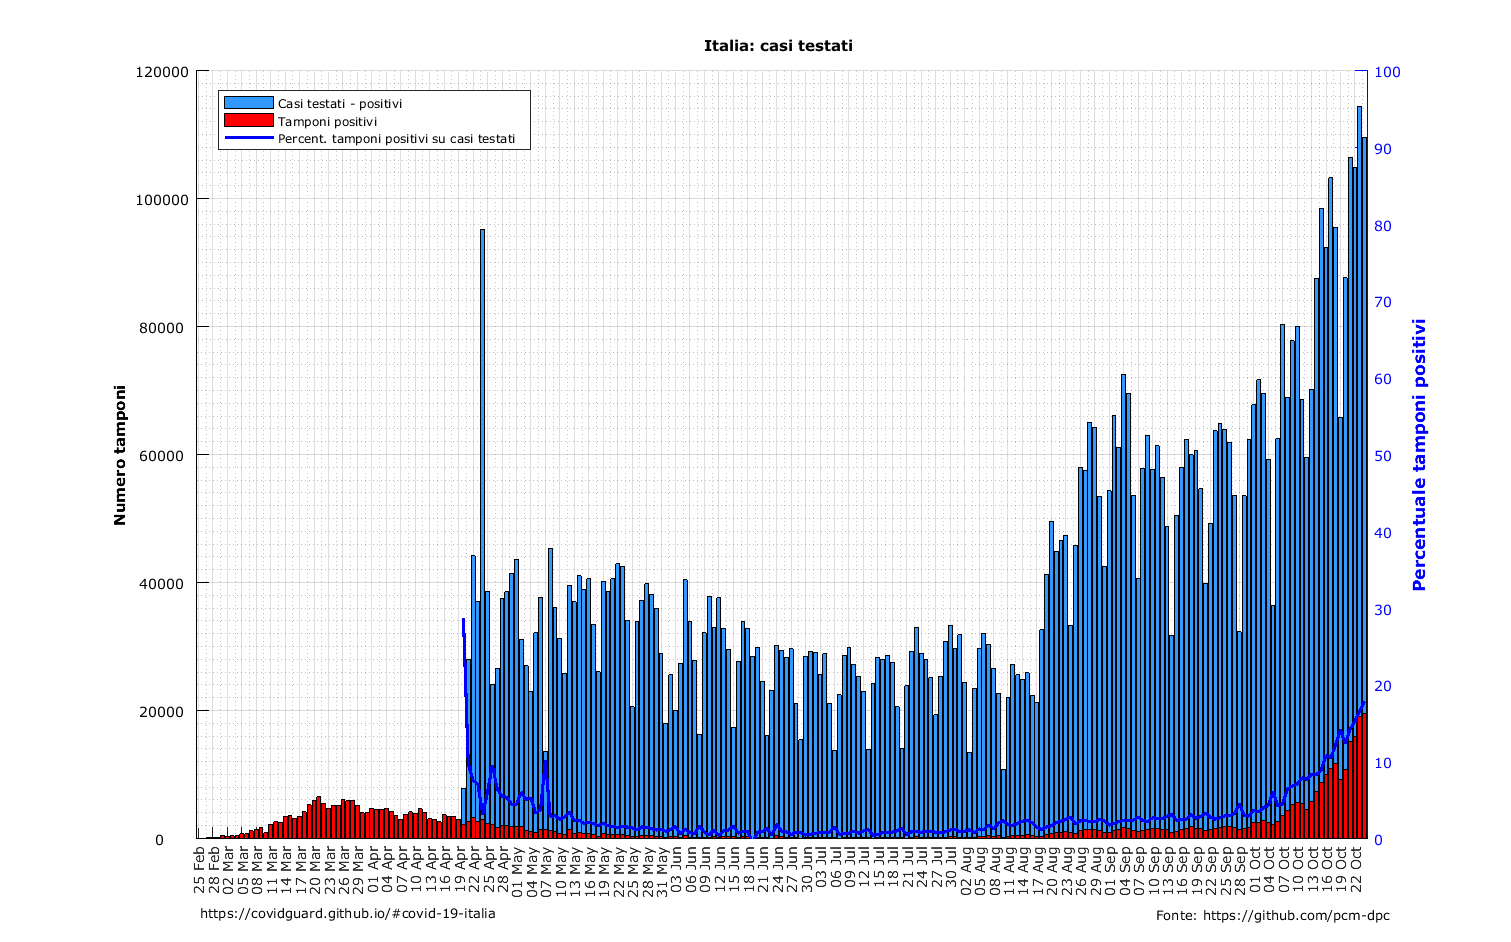 Italia: casi testati
120000
100000
80000
60000
40000
20000
0
Numero tamponi
Casi testati - positivi
Tamponi positivi
Percent. tamponi positivi su casi testati
100
90
80
70
60
50
40
30
20
10
0
Percentuale tamponi positivi
25 Feb
28 Feb
02 Mar
05 Mar
08 Mar
11 Mar
14 Mar
17 Mar
20 Mar
23 Mar
26 Mar
29 Mar
01 Apr
04 Apr
07 Apr
10 Apr
13 Apr
16 Apr
19 Apr
22 Apr
25 Apr
28 Apr
01 May
04 May
07 May
10 May
13 May
16 May
19 May
22 May
25 May
28 May
31 May
03 Jun
06 Jun
09 Jun
12 Jun
15 Jun
18 Jun
21 Jun
24 Jun
27 Jun
30 Jun
03 Jul
06 Jul
09 Jul
12 Jul
15 Jul
18 Jul
21 Jul
24 Jul
27 Jul
30 Jul
02 Aug
05 Aug
08 Aug
11 Aug
14 Aug
17 Aug
20 Aug
23 Aug
26 Aug
29 Aug
01 Sep
04 Sep
07 Sep
10 Sep
13 Sep
16 Sep
19 Sep
22 Sep
25 Sep
28 Sep
01 Oct
04 Oct
07 Oct
10 Oct
13 Oct
16 Oct
19 Oct
22 Oct
https://covidguard.github.io/#covid-19-italia
Fonte: https://github.com/pcm-dpc